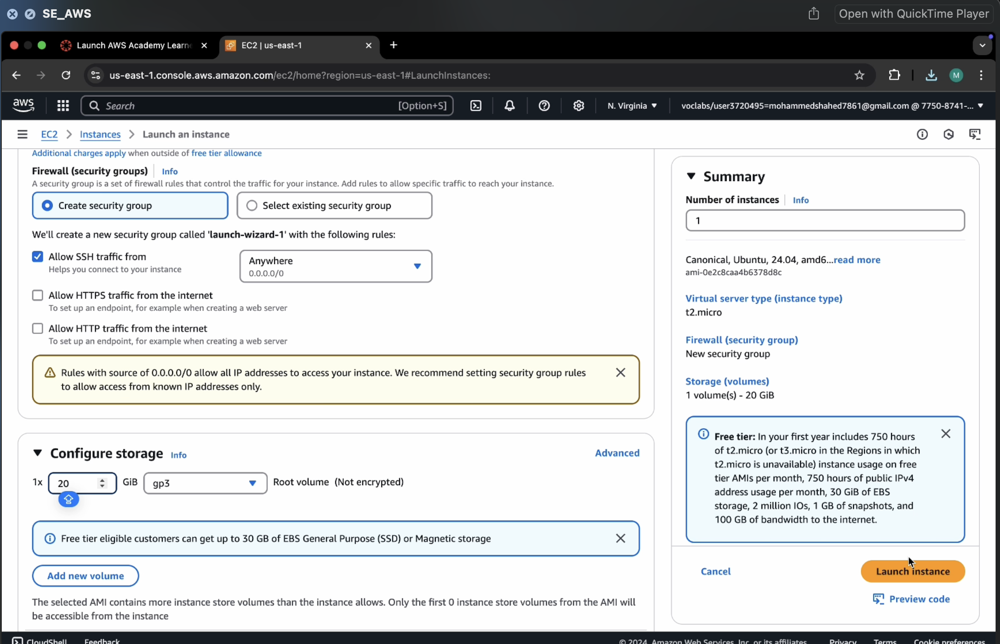 SE_AWS
Open with QuickTime Player
Launch AWS Academy Learne
EC2 | us-east-1
us-east-1.console.aws.amazon.com/ec2/home?region=us-east-1#LaunchInstances:
M
aws
Search
[Option+S]
N. Virginia
voclabs/user3720495=mohammedshahed7861@gmail.com @ 7750-8741-...
EC2 > Instances > Launch an instance
Additional charges apply when outside of free tier allowance
Firewall (security groups) Info
A security group is a set of firewall rules that control the traffic for your instance. Add rules to allow specific traffic to reach your instance.
Create security group
Select existing security group
We'll create a new security group called 'launch-wizard-1' with the following rules:
Allow SSH traffic from
Helps you connect to your instance
Anywhere
0.0.0.0/0
Allow HTTPS traffic from the internet
To set up an endpoint, for example when creating a web server
Allow HTTP traffic from the internet
To set up an endpoint, for example when creating a web server
Rules with source of 0.0.0.0/0 allow all IP addresses to access your instance. We recommend setting security group rules
to allow access from known IP addresses only.
Configure storage Info
Advanced
1x 20 GiB gp3 Root volume (Not encrypted)
Free tier eligible customers can get up to 30 GB of EBS General Purpose (SSD) or Magnetic storage
Add new volume
The selected AMI contains more instance store volumes than the instance allows. Only the first 0 instance store volumes from the AMI will
be accessible from the instance
Summary
Number of instances Info
1
Canonical, Ubuntu, 24.04, amd6...read more
ami-0e2c8caa4b6378d8c
Virtual server type (instance type)
t2.micro
Firewall (security group)
New security group
Storage (volumes)
1 volume(s) - 20 GiB
Free tier: In your first year includes 750 hours
of t2.micro (or t3.micro in the Regions in which
t2.micro is unavailable) instance usage on free
tier AMIs per month, 750 hours of public IPv4
address usage per month, 30 GiB of EBS
storage, 2 million IOs, 1 GB of snapshots, and
100 GB of bandwidth to the internet.
Cancel
Launch instance
Preview code
CloudShell
Feedback
© 2024, Amazon Web Services, Inc. or its affiliates.
Privacy
Terms
Cookie preferences